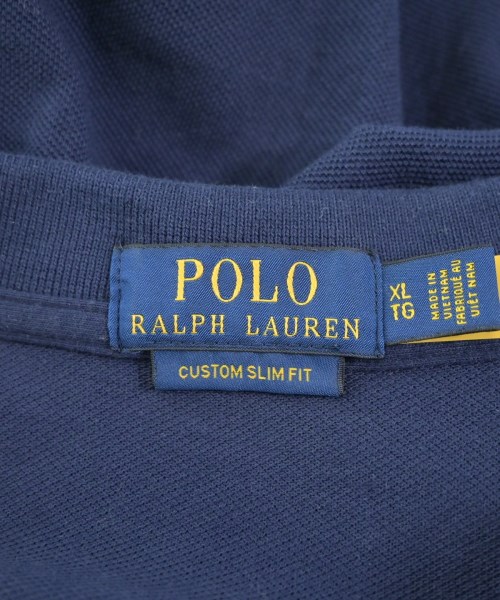 POLO
RALPH LAUREN
CUSTOM SLIM FIT
XL
TG
MADE IN
VIETNAM
FABRIQUÉ AU
VIÊT NAM